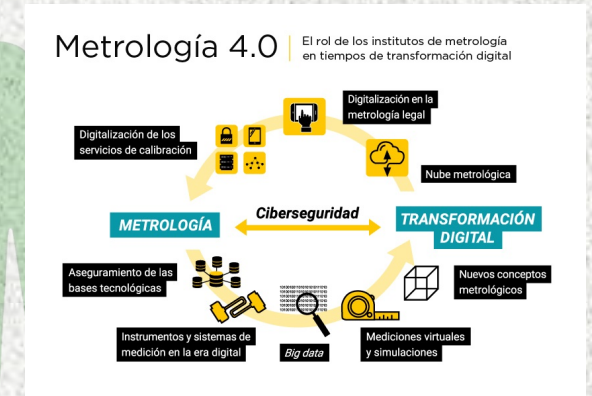 Metrología 4.0
El rol de los institutos de metrología
en tiempos de transformación digital
Digitalización en la
metrología legal
Digitalización de los
servicios de calibración
Nube metrológica
METROLOGÍA
Ciberseguridad
TRANSFORMACIÓN
DIGITAL
Aseguramiento de las
bases tecnológicas
Nuevos conceptos
metrológicos
Instrumentos y sistemas de
medición en la era digital
Big data
Mediciones virtuales
y simulaciones